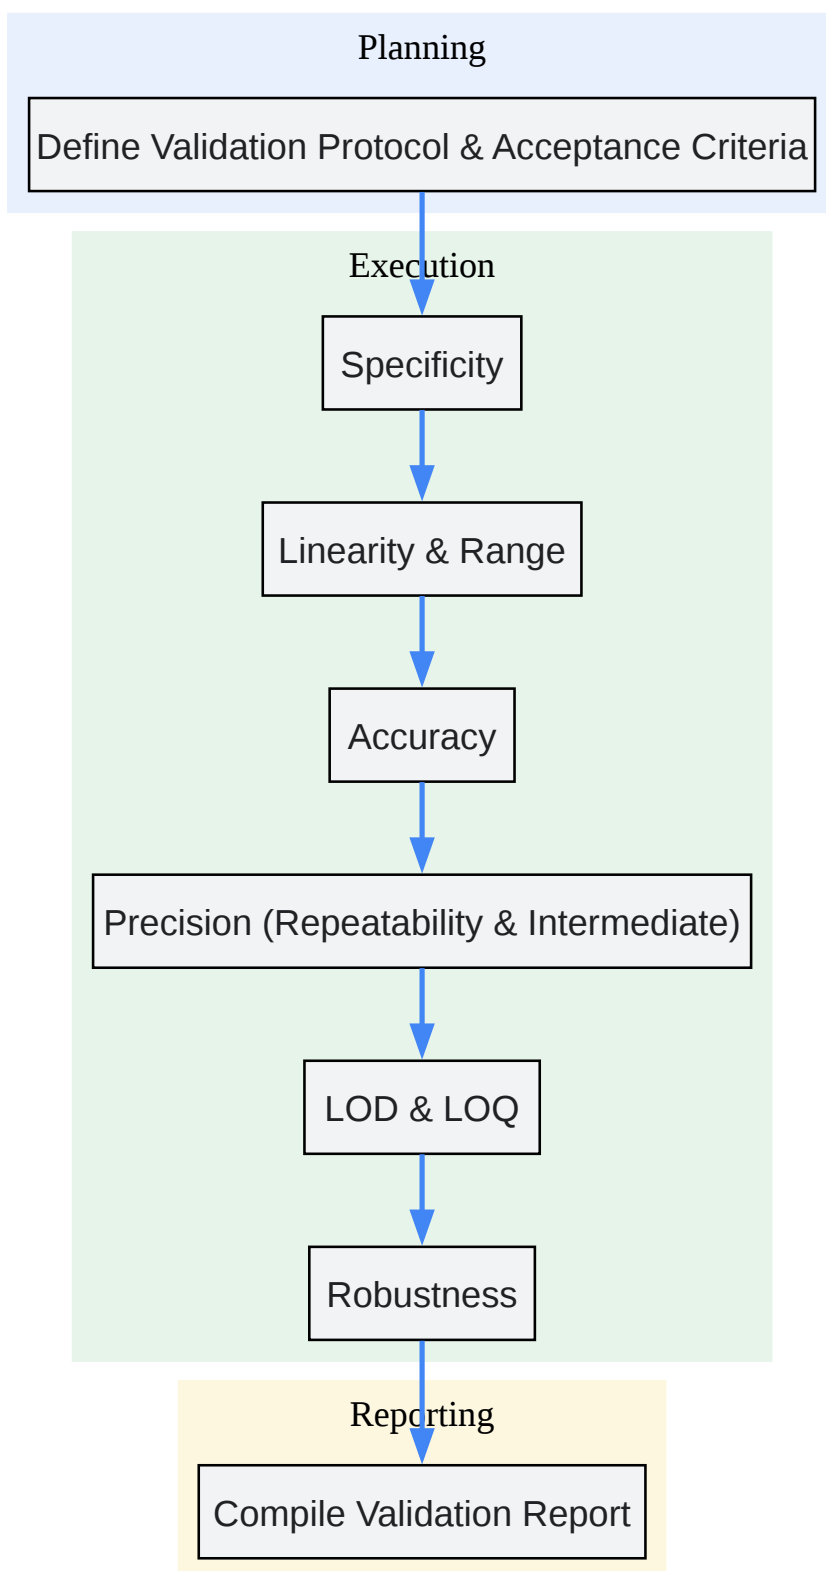 Planning
Define Validation Protocol & Acceptance Criteria
Execution
Specificity
Linearity & Range
Accuracy
Precision (Repeatability & Intermediate)
LOD & LOQ
Robustness
Reporting
Compile Validation Report